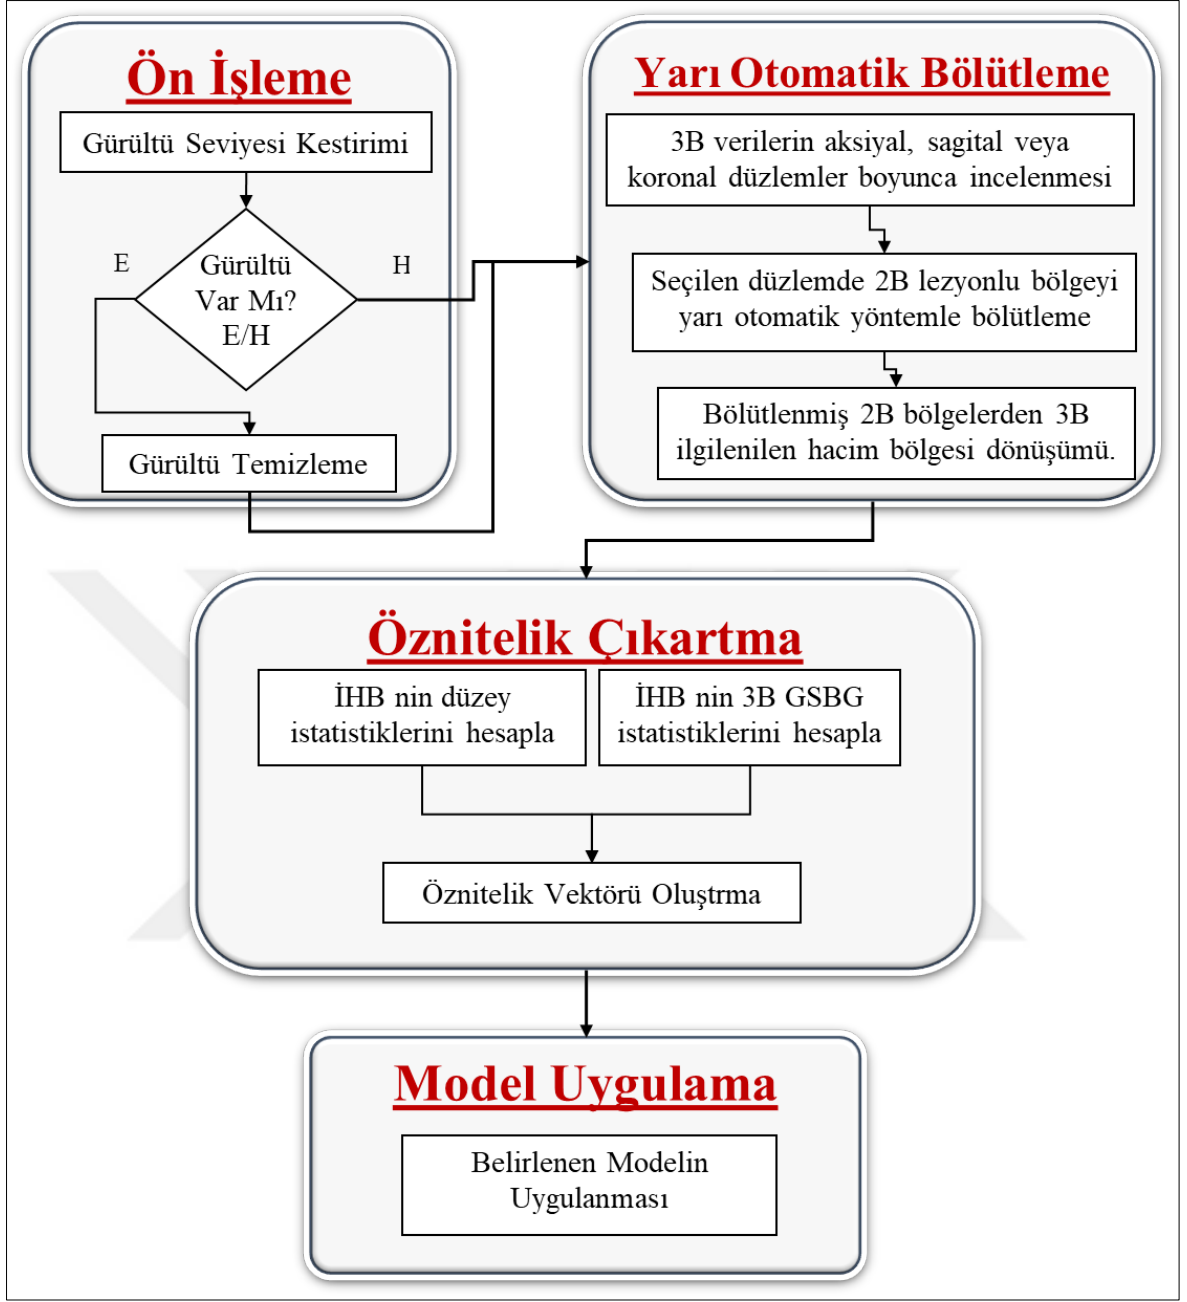 Ön İşleme
Gürültü Seviyesi Kestirimi
E
Gürültü
Var Mı?
E/H
H
Gürültü Temizleme
Yarı Otomatik Bölütleme
3B verilerin aksiyal, sagital veya
koronal düzlemler boyunca incelenmesi
Seçilen düzlemde 2B lezyonlu bölgeyi
yarı otomatik yöntemle bölütleme
Bölütlenmiş 2B bölgelerden 3B
ilgilenilen hacim bölgesi dönüşümü.
Öznitelik Çıkartma
İHB nin düzey
istatistiklerini hesapla
İHB nin 3B GSBG
istatistiklerini hesapla
Öznitelik Vektörü Oluştrma
Model Uygulama
Belirlenen Modelin
Uygulanması